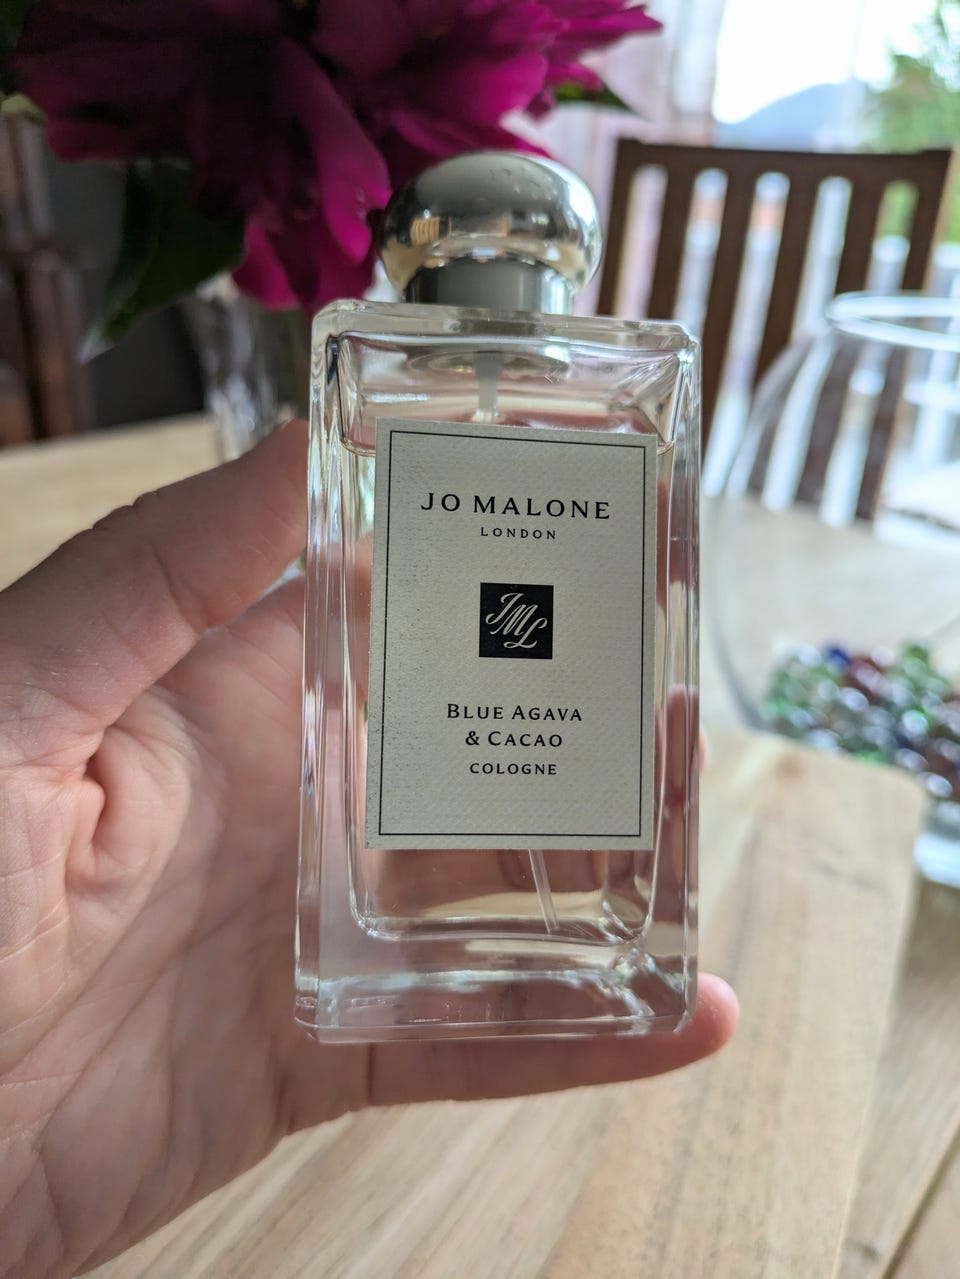 JO MALONE
LONDON
JML
BLUE AGAVA
& CACAO
COLOGNE